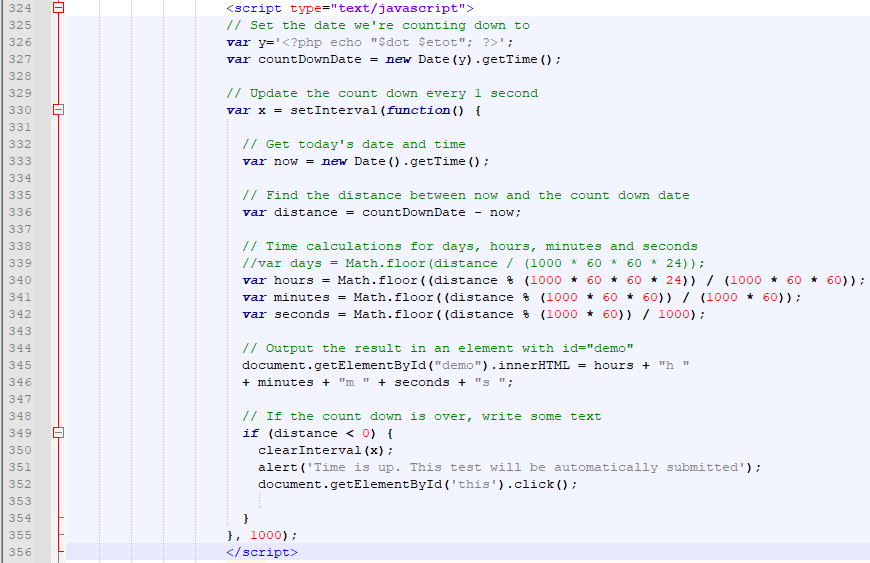 324 <script type="text/javascript">
325 // Set the date we're counting down to
326 var y='<?php echo "$dot $etot"; ?>';
327 var countDownDate = new Date(y).getTime();
328
329 // Update the count down every 1 second
330 var x = setInterval(function() {
331
332 // Get today's date and time
333 var now = new Date().getTime();
334
335 // Find the distance between now and the count down date
336 var distance = countDownDate - now;
337
338 // Time calculations for days, hours, minutes and seconds
339 //var days = Math.floor(distance / (1000 * 60 * 60 * 24));
340 var hours = Math.floor((distance % (1000 * 60 * 60 * 24)) / (1000 * 60 * 60));
341 var minutes = Math.floor((distance % (1000 * 60 * 60)) / (1000 * 60));
342 var seconds = Math.floor((distance % (1000 * 60)) / 1000);
343
344 // Output the result in an element with id="demo"
345 document.getElementById("demo").innerHTML = hours + "h "
346 + minutes + "m " + seconds + "s ";
347
348 // If the count down is over, write some text
349 if (distance < 0) {
350 clearInterval(x);
351 alert('Time is up. This test will be automatically submitted');
352 document.getElementById('this').click();
353
354 }
355 }, 1000);
356 </script>